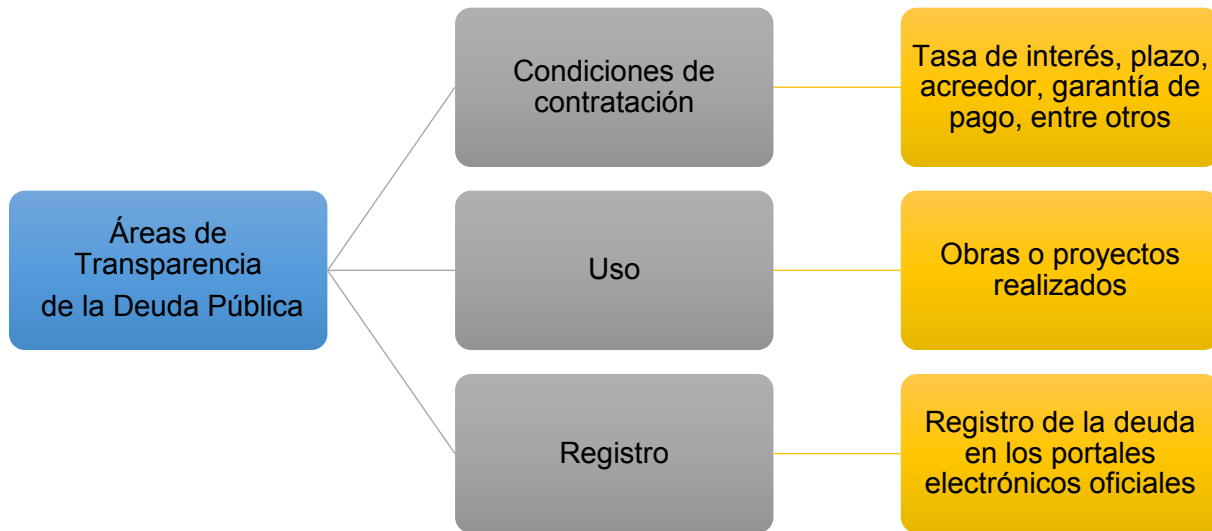 Áreas de
Transparencia
de la Deuda Pública
Condiciones de
contratación
Tasa de interés, plazo,
acreedor, garantía de
pago, entre otros
Uso
Obras o proyectos
realizados
Registro
Registro de la deuda
en los portales
electrónicos oficiales